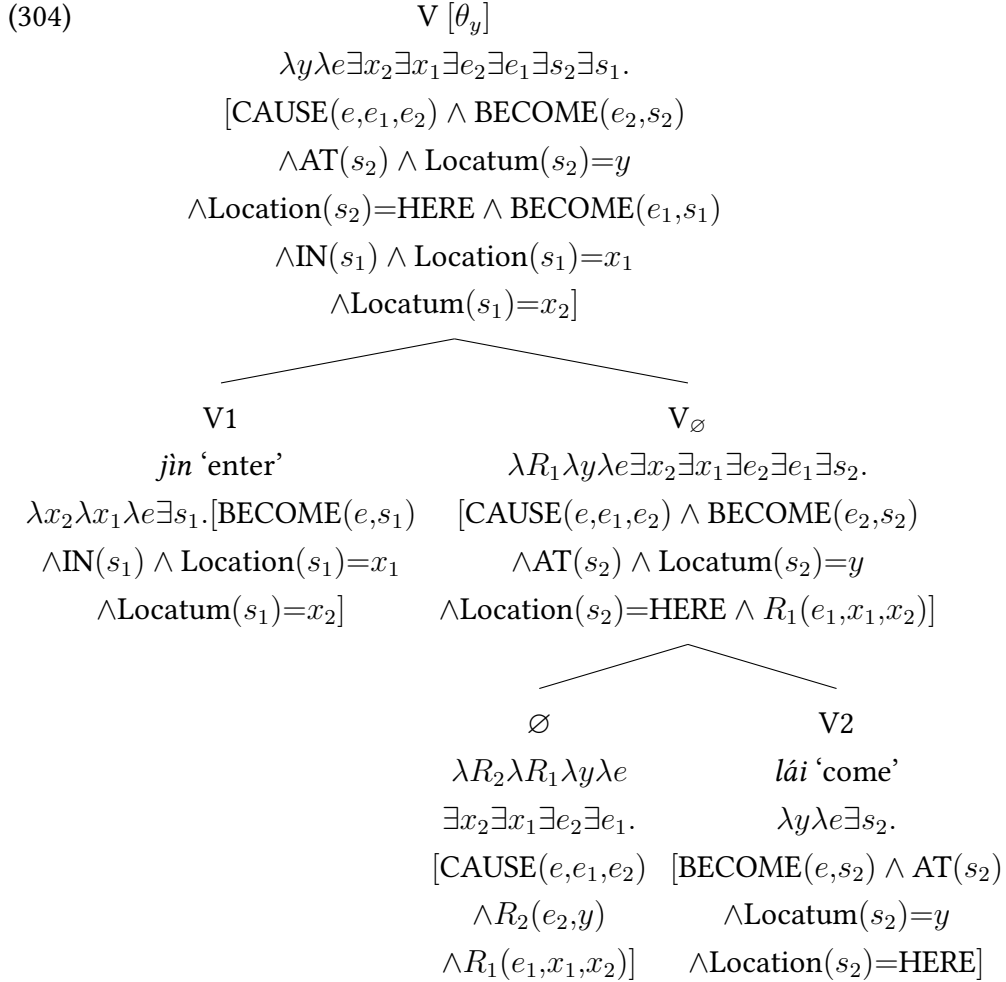 (304)
V [θy]
λyλe∃x2∃x1∃e2∃e1∃s2∃s1.
[CAUSE(e,e1,e2) ∧ BECOME(e2,s2)
∧AT(s2) ∧ Locatum(s2)=y
∧Location(s2)=HERE ∧ BECOME(e1,s1)
∧IN(s1) ∧ Location(s1)=x1
∧Locatum(s1)=x2]
V1
jìn ‘enter’
λx2λx1λe∃s1.[BECOME(e,s1)
∧IN(s1) ∧ Location(s1)=x1
∧Locatum(s1)=x2]
V∅
λR1λyλe∃x2∃x1∃e2∃e1∃s2.
[CAUSE(e,e1,e2) ∧ BECOME(e2,s2)
∧AT(s2) ∧ Locatum(s2)=y
∧Location(s2)=HERE ∧ R1(e1,x1,x2)]
∅
λR2λR1λyλe
∃x2∃x1∃e2∃e1.
[CAUSE(e,e1,e2)
∧R2(e2,y)
∧R1(e1,x1,x2)]
V2
lái ‘come’
λyλe∃s2.
[BECOME(e,s2) ∧ AT(s2)
∧Locatum(s2)=y
∧Location(s2)=HERE]